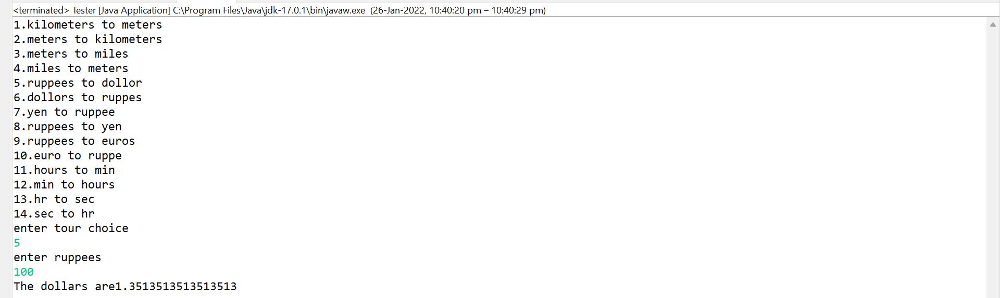 <terminated> Tester [Java Application] C:\Program Files\Java\jdk-17.0.1\bin\javaw.exe (26-Jan-2022, 10:40:20 pm – 10:40:29 pm)
1.kilometers to meters
2.meters to kilometers
3.meters to miles
4.miles to meters
5.ruppees to dollor
6.dollors to ruppes
7.yen to ruppee
8.ruppees to yen
9.ruppees to euros
10.euro to ruppe
11.hours to min
12.min to hours
13.hr to sec
14.sec to hr
enter tour choice
5
enter ruppees
100
The dollars are1.3513513513513513